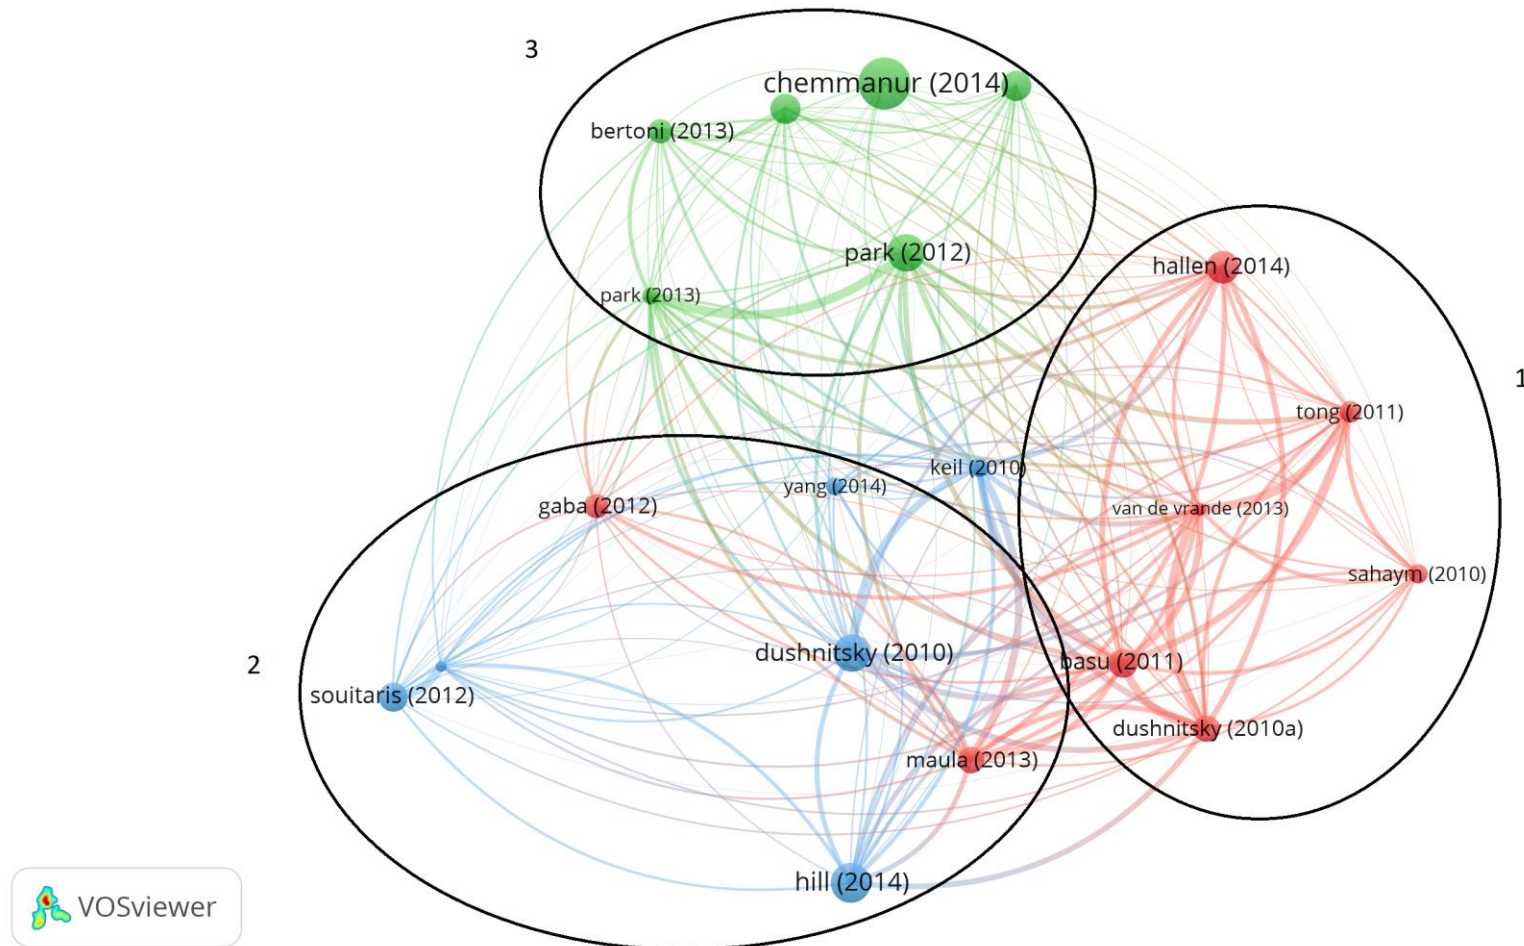 3
chemmanur (2014)
bertoni (2013)
park (2012)
hallen (2014)
park (2013)
1
tong (2011)
keil (2010)
yang (2014)
gaba (2012)
van de vrande (2013)
sahaym (2010)
dushnitsky (2010)
basu (2011)
2
souitaris (2012)
dushnitsky (2010a)
maula (2013)
hill (2014)
VOSviewer